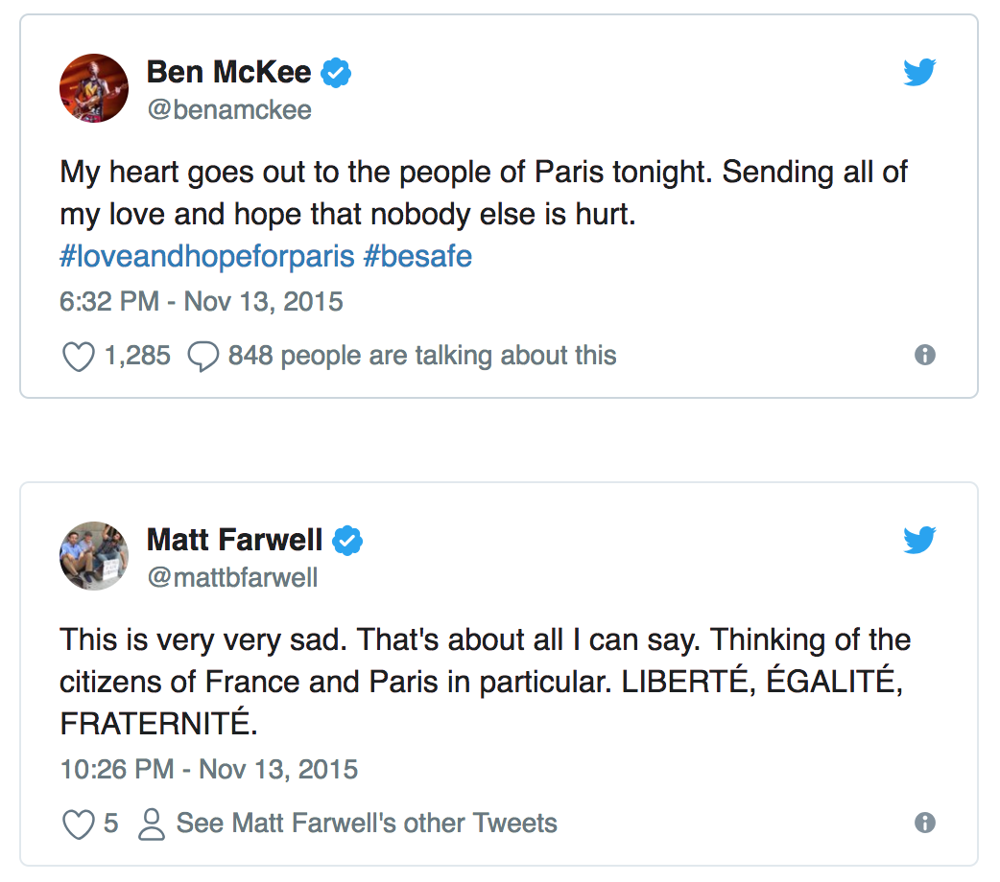 Ben McKee
@benamckee
My heart goes out to the people of Paris tonight. Sending all of
my love and hope that nobody else is hurt.
#loveandhopeforparis #besafe
6:32 PM - Nov 13, 2015
1,285 848 people are talking about this
Matt Farwell
@mattbfarwell
This is very very sad. That's about all I can say. Thinking of the
citizens of France and Paris in particular. LIBERTÉ, ÉGALITÉ,
FRATERNITÉ.
10:26 PM - Nov 13, 2015
5 See Matt Farwell's other Tweets